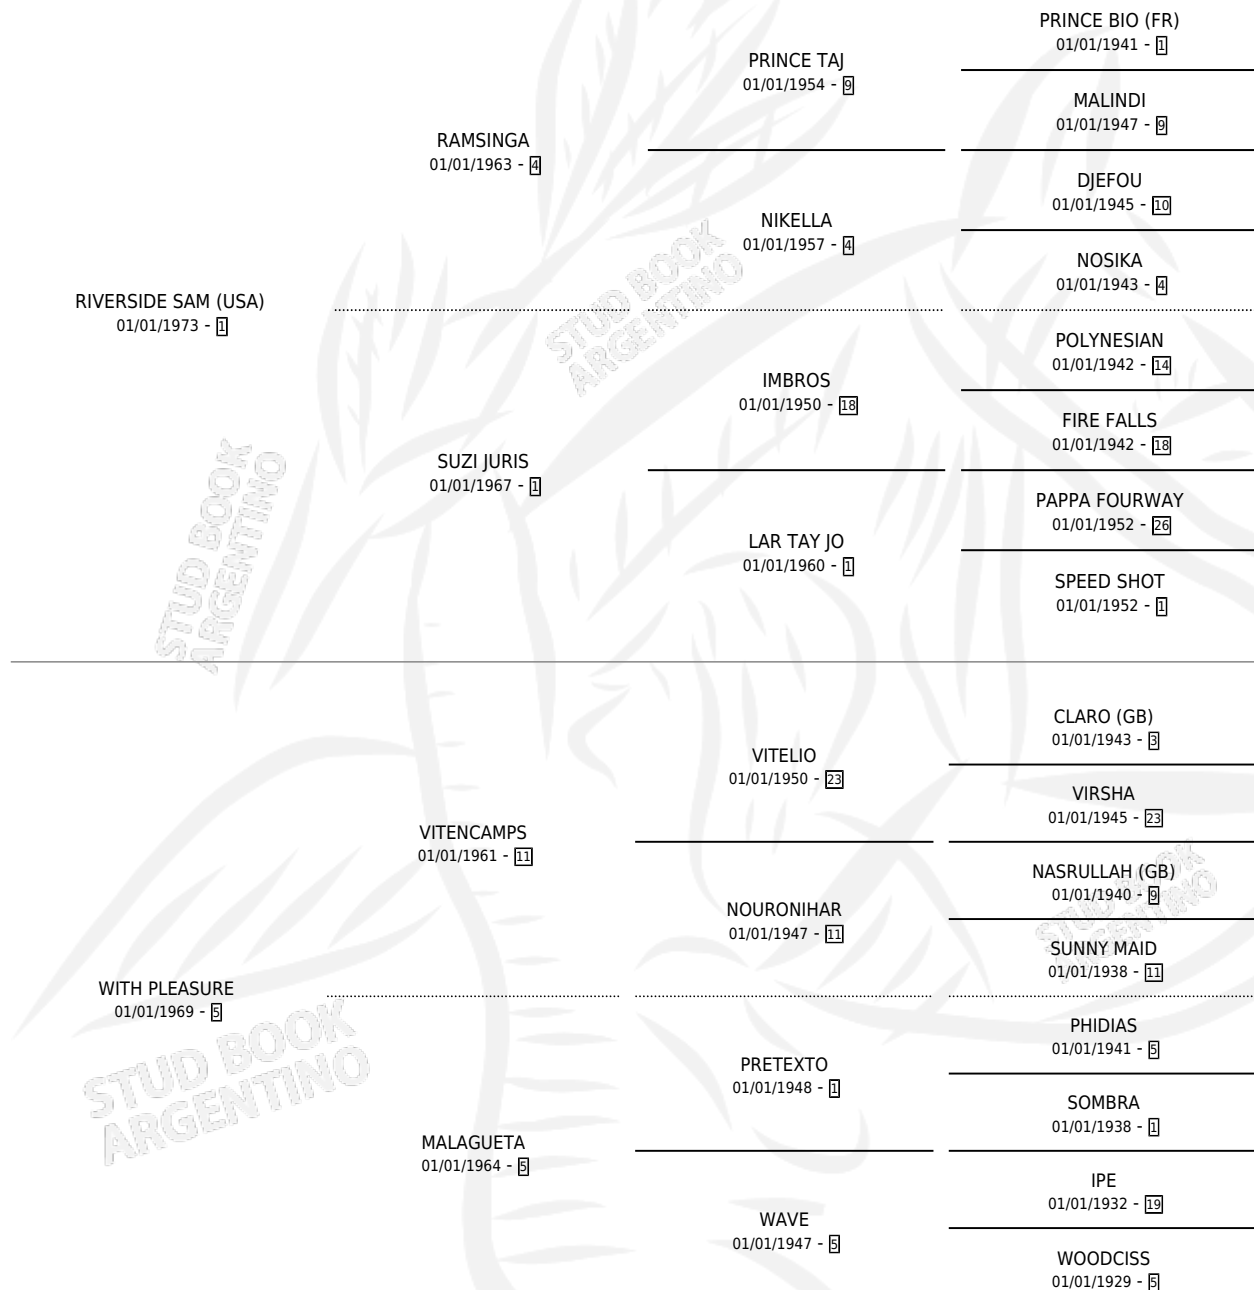 PRINCE BIO (FR)
01/01/1941 - 1
PRINCE TAJ
01/01/1954 - 9
MALINDI
01/01/1947 - 9
RAMSINGA
01/01/1963 - 4
DJEFOU
01/01/1945 - 10
NIKELLA
01/01/1957 - 4
NOSIKA
01/01/1943 - 4
RIVERSIDE SAM (USA)
01/01/1973 - 1
POLYNESIAN
01/01/1942 - 14
IMBROS
01/01/1950 - 18
FIRE FALLS
01/01/1942 - 18
SUZI JURIS
01/01/1967 - 1
PAPPA FOURWAY
01/01/1952 - 26
LAR TAY JO
01/01/1960 - 1
SPEED SHOT
01/01/1952 - 1
STUD BOOK
ARGENTINO
STUD BOOK
ARGENTINO
CLARO (GB)
01/01/1943 - 3
VITELIO
01/01/1950 - 23
VIRSHA
01/01/1945 - 23
VITENCAMPS
01/01/1961 - 11
NASRULLAH (GB)
01/01/1940 - 9
NOURONIHAR
01/01/1947 - 11
SUNNY MAID
01/01/1938 - 11
STUD BOOK
ARGENTINO
WITH PLEASURE
01/01/1969 - 5
PHIDIAS
01/01/1941 - 5
PRETEXTO
01/01/1948 - 1
SOMBRA
01/01/1938 - 1
MALAGUETA
01/01/1964 - 5
IPE
01/01/1932 - 19
WAVE
01/01/1947 - 5
WOODCISS
01/01/1929 - 5
STUD BOOK
ARGENTINO